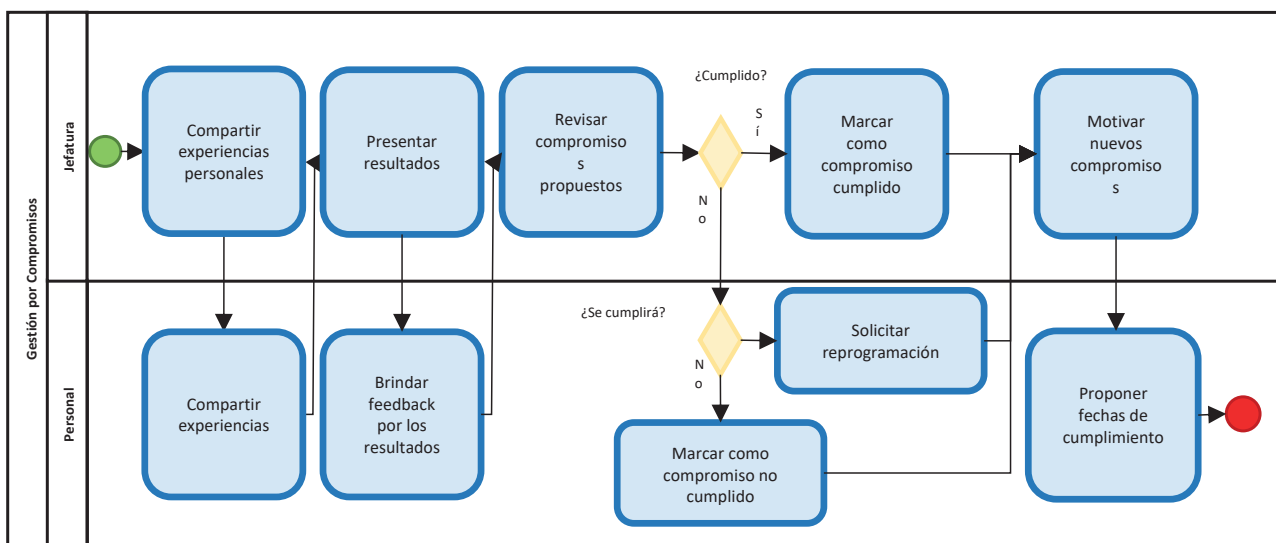 Gestión por Compromisos
Jefatura
Compartir
experiencias
personales
Presentar
resultados
Revisar
compromiso
s
propuestos
¿Cumplido?
S
í
N
o
Marcar
como
compromiso
cumplido
Motivar
nuevos
compromiso
s
Personal
Compartir
experiencias
Brindar
feedback
por los
resultados
¿Se cumplirá?
N
o
Solicitar
reprogramación
Marcar como
compromiso no
cumplido
Proponer
fechas de
cumplimiento